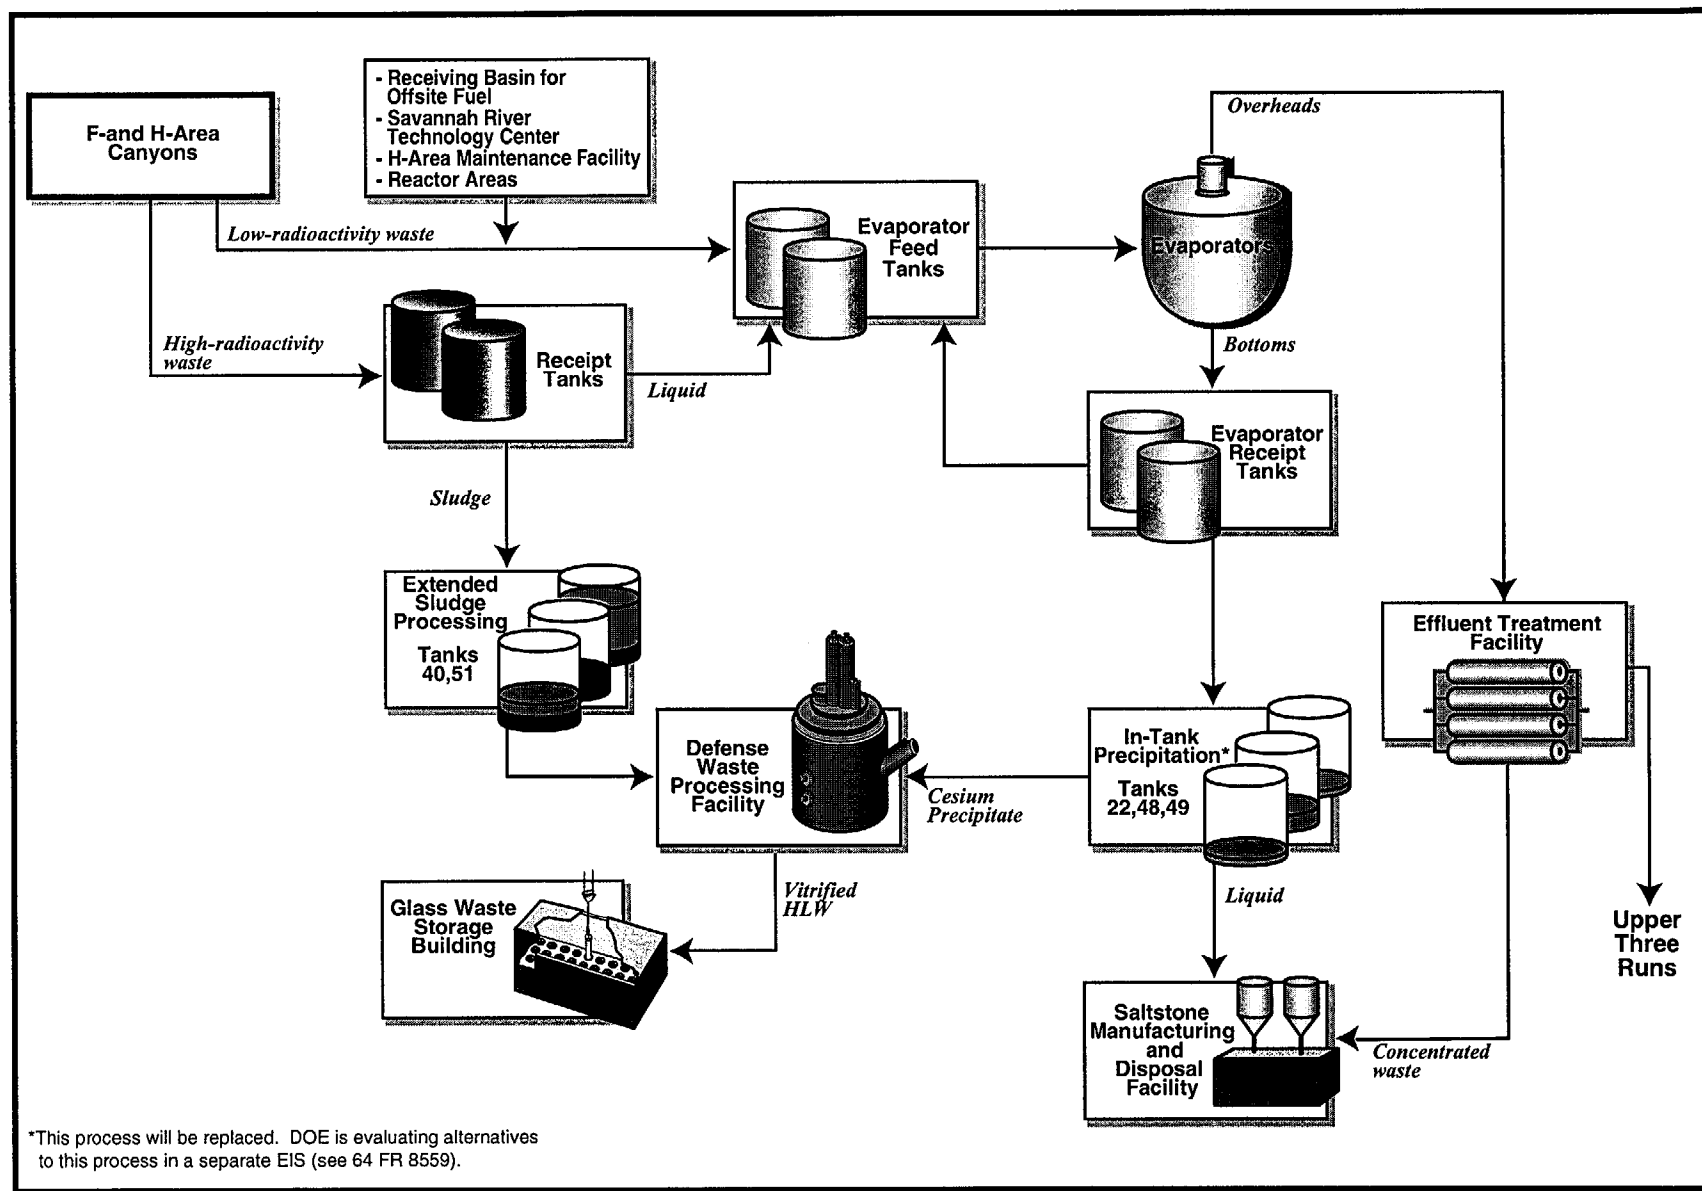 F-and H-Area
Canyons
- Receiving Basin for
Offsite Fuel
- Savannah River
Technology Center
- H-Area Maintenance Facility
- Reactor Areas
Overheads
Low-radioactivity waste
Evaporator
Feed
Tanks
Evaporators
High-radioactivity
waste
Receipt
Tanks
Liquid
Bottoms
Evaporator
Receipt
Tanks
Sludge
Extended
Sludge
Processing
Tanks
40,51
Effluent Treatment
Facility
Defense
Waste
Processing
Facility
Cesium
Precipitate
In-Tank
Precipitation*
Tanks
22,48,49
Glass Waste
Storage
Building
Vitrified
HLW
Liquid
Upper
Three
Runs
Saltstone
Manufacturing
and
Disposal
Facility
Concentrated
waste
*This process will be replaced. DOE is evaluating alternatives
to this process in a separate EIS (see 64 FR 8559).